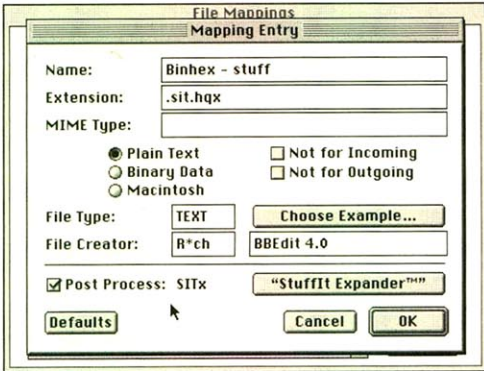 File Mappings
Mapping Entry
Name: Binhex - stuff
Extension: .sit.hqx
MIME Type:
Plain Text Not for Incoming
Binary Data Not for Outgoing
Macintosh
File Type: TEXT Choose Example...
File Creator: R*ch BBEdit 4.0
Post Process: SITx "StuffIt Expander™"
Defaults Cancel OK